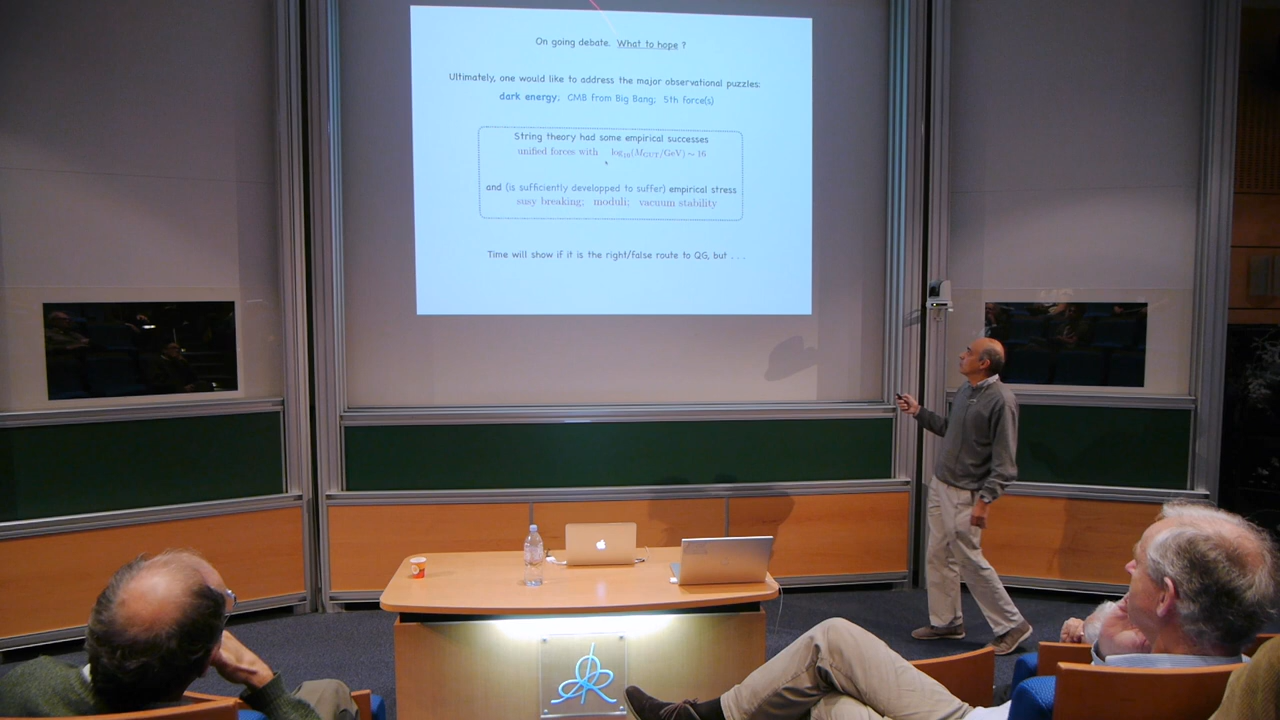 On going debate. What to hope ?
Ultimately, one would like to address the major observational puzzles:
dark energy, CMB from Big Bang; 5th force(s)
String theory had some empirical successes
unified forces with log₁₀(M_GUT/GeV) ~ 16
and (is sufficiently developped to suffer) empirical stress
susy breaking; moduli; vacuum stability
Time will show if it is the right/false route to QG, but . . .